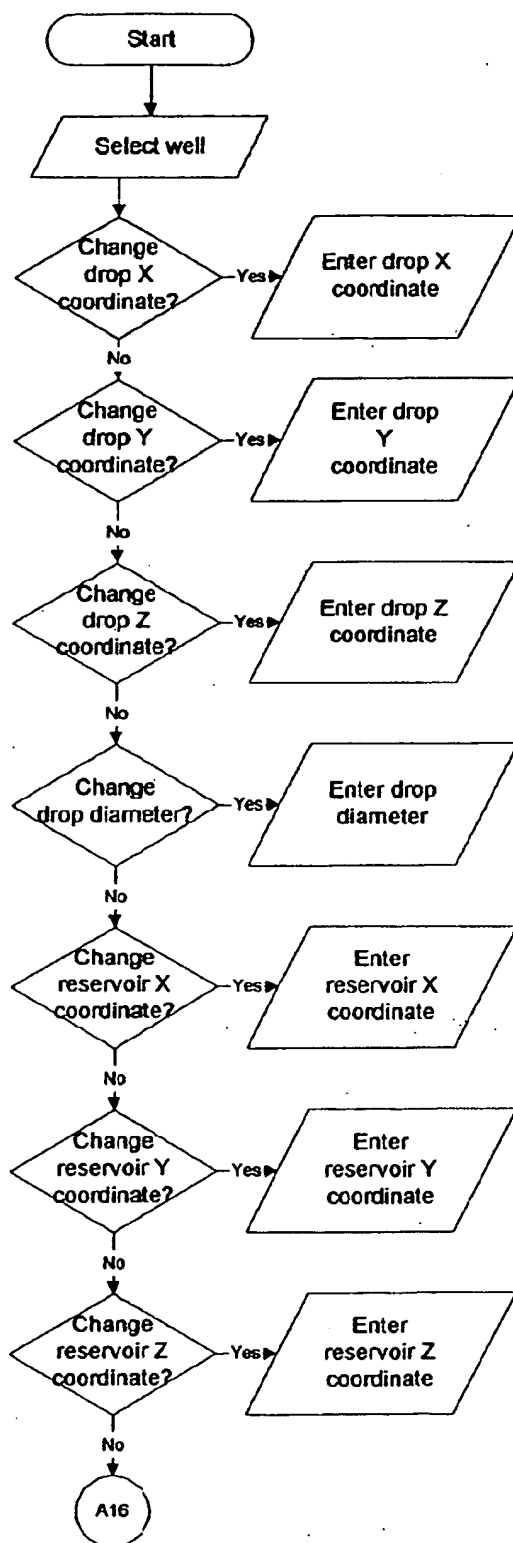 Start
Select well
Change
drop X
coordinate?
Yes
Enter drop X
coordinate
No
Change
drop Y
coordinate?
Yes
Enter drop
Y
coordinate
No
Change
drop Z
coordinate?
Yes
Enter drop Z
coordinate
No
Change
drop diameter?
Yes
Enter drop
diameter
No
Change
reservoir X
coordinate?
Yes
Enter
reservoir X
coordinate
No
Change
reservoir Y
coordinate?
Yes
Enter
reservoir Y
coordinate
No
Change
reservoir Z
coordinate?
Yes
Enter
reservoir Z
coordinate
No
A16